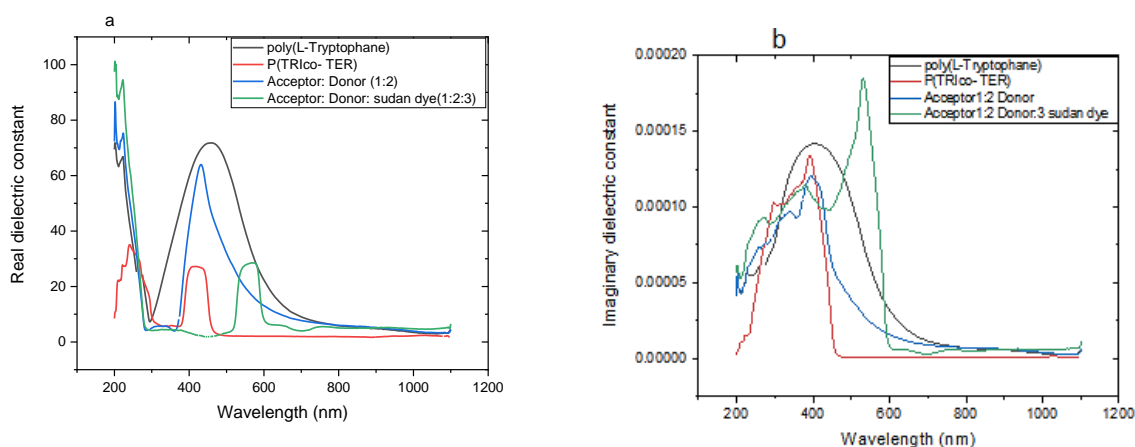 a
poly(L-Tryptophane)
P(TRIco- TER)
Acceptor: Donor (1:2)
Acceptor: Donor: sudan dye(1:2:3)
Real dielectric constant
100
80
60
40
20
0
200
400
600
800
1000
1200
Wavelength (nm)
b
poly(L-Tryptophane)
P(TRIco- TER)
Acceptor1:2 Donor
Acceptor1:2 Donor:3 sudan dye
Imaginary dielectric constant
0.00020
0.00015
0.00010
0.00005
0.00000
200
400
600
800
1000
1200
Wavelength (nm)